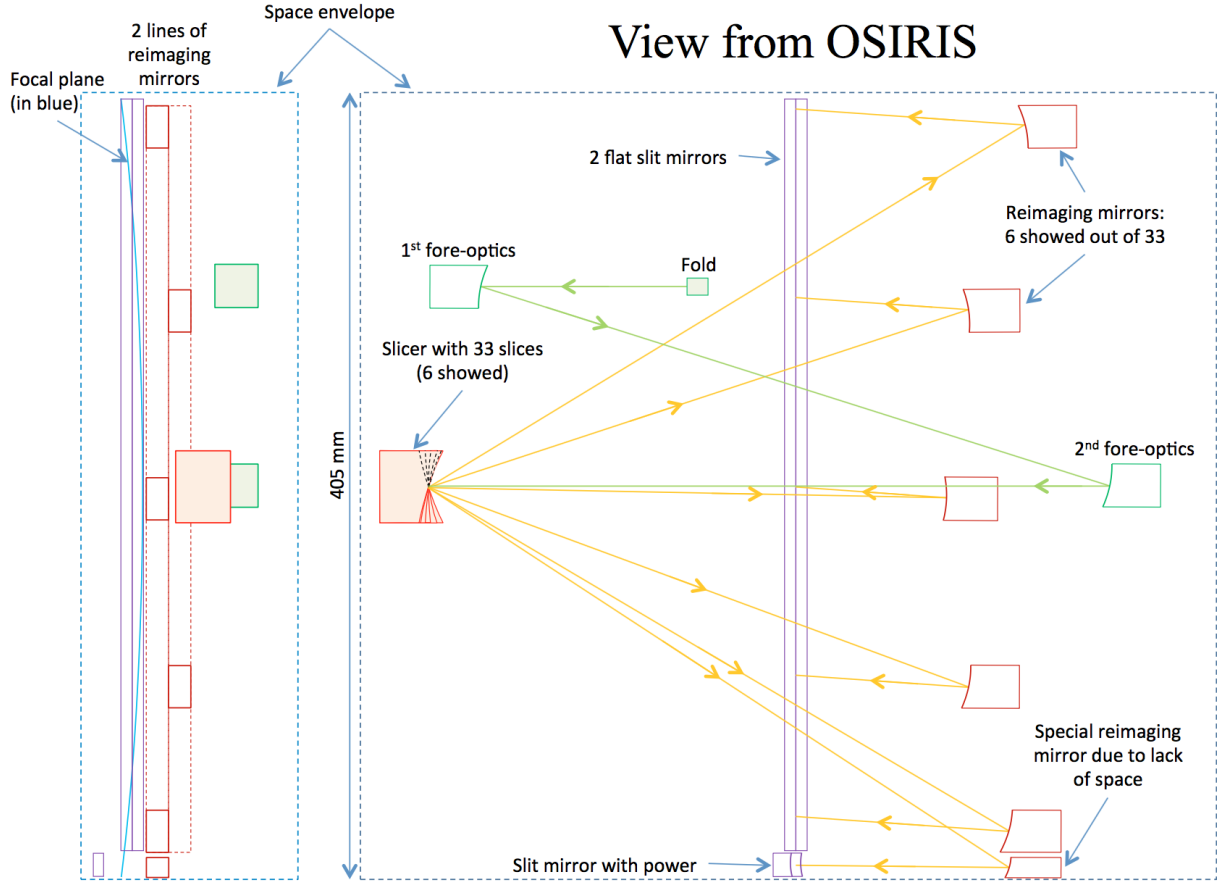 View from OSIRIS
Space envelope
2 lines of
reimaging
mirrors
Focal plane
(in blue)
2 flat slit mirrors
Reimaging mirrors:
6 showed out of 33
1st fore-optics
Fold
Slicer with 33 slices
(6 showed)
405 mm
2nd fore-optics
Special reimaging
mirror due to lack
of space
Slit mirror with power